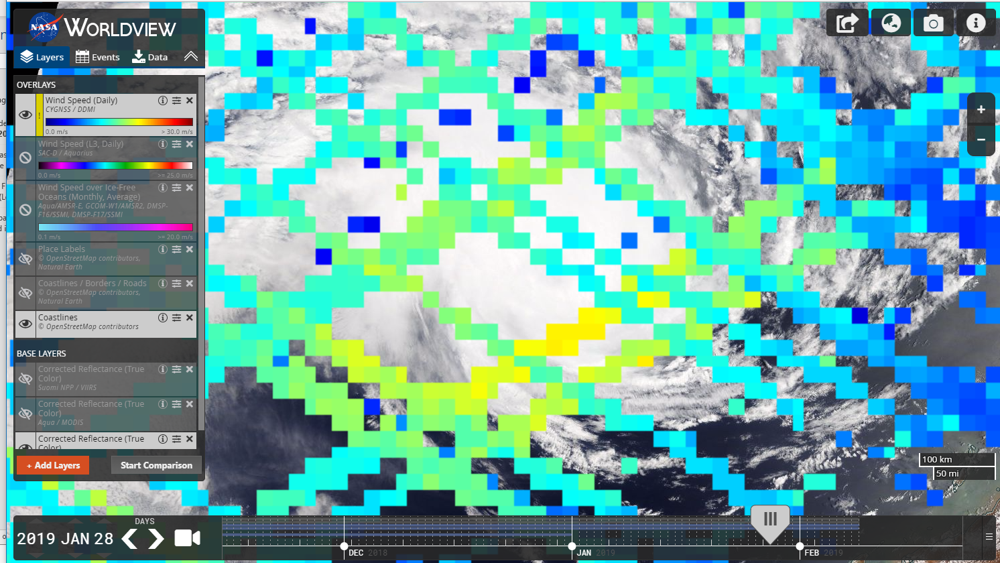 NASA WORLDVIEW
Layers Events Data
OVERLAYS
Wind Speed (Daily)
CYGNSS / DDMI
!
0.0 m/s > 30.0 m/s
Wind Speed (L3, Daily)
SAC-D / Aquarius
0.0 m/s >= 25.0 m/s
Wind Speed over Ice-Free
Oceans (Monthly, Average)
Aqua/AMSR-E, GCOM-W1/AMSR2, DMSP-
F16/SSMI, DMSP-F17/SSMI
0.1 m/s >= 20.0 m/s
Place Labels
© OpenStreetMap contributors,
Natural Earth
Coastlines / Borders / Roads
© OpenStreetMap contributors,
Natural Earth
Coastlines
© OpenStreetMap contributors
BASE LAYERS
Corrected Reflectance (True
Color)
Suomi NPP / VIIRS
Corrected Reflectance (True
Color)
Aqua / MODIS
Corrected Reflectance (True
Color)
+ Add Layers Start Comparison
100 km
50 mi
DAYS
2019 JAN 28
DEC 2018 JAN 2019 FEB 2019